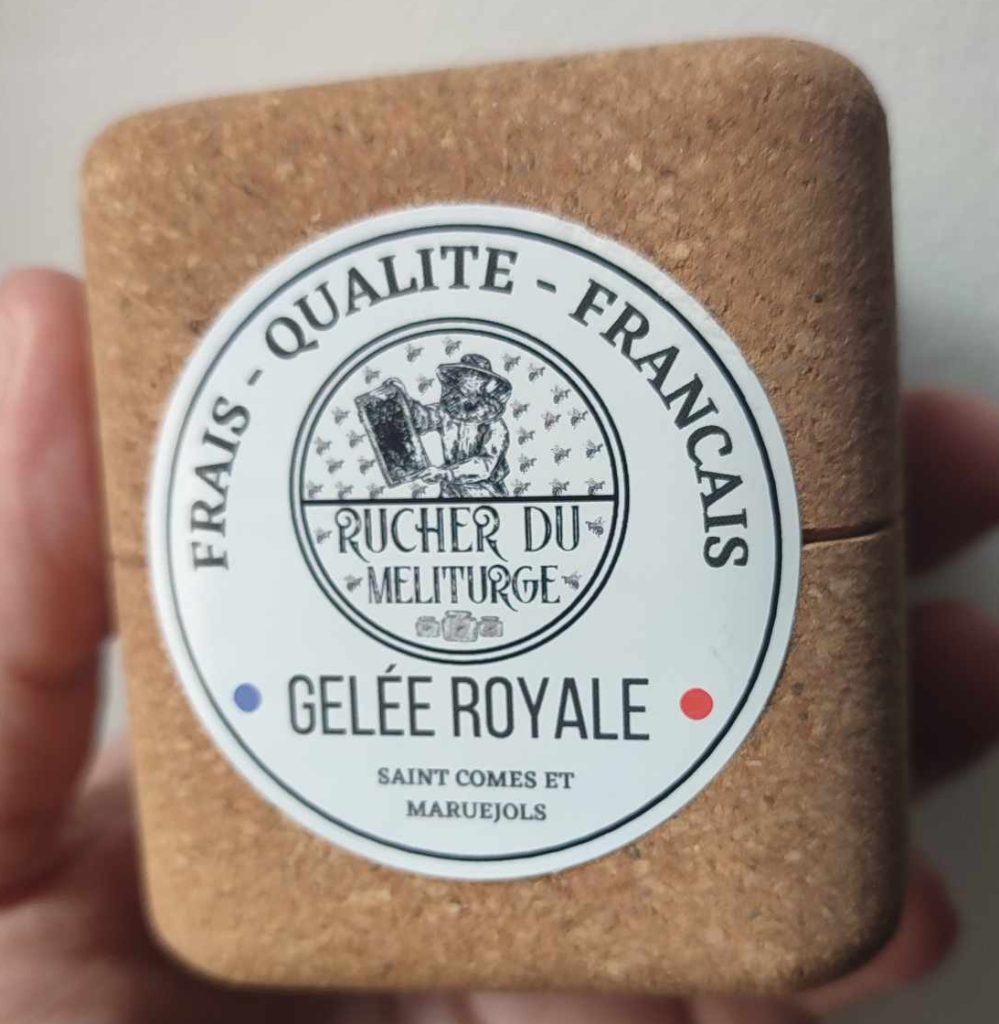 FRAIS - QUALITE - FRANCAIS
RUCHER DU
MELITURGE
GELÉE ROYALE
SAINT COMES ET
MARUEJOLS